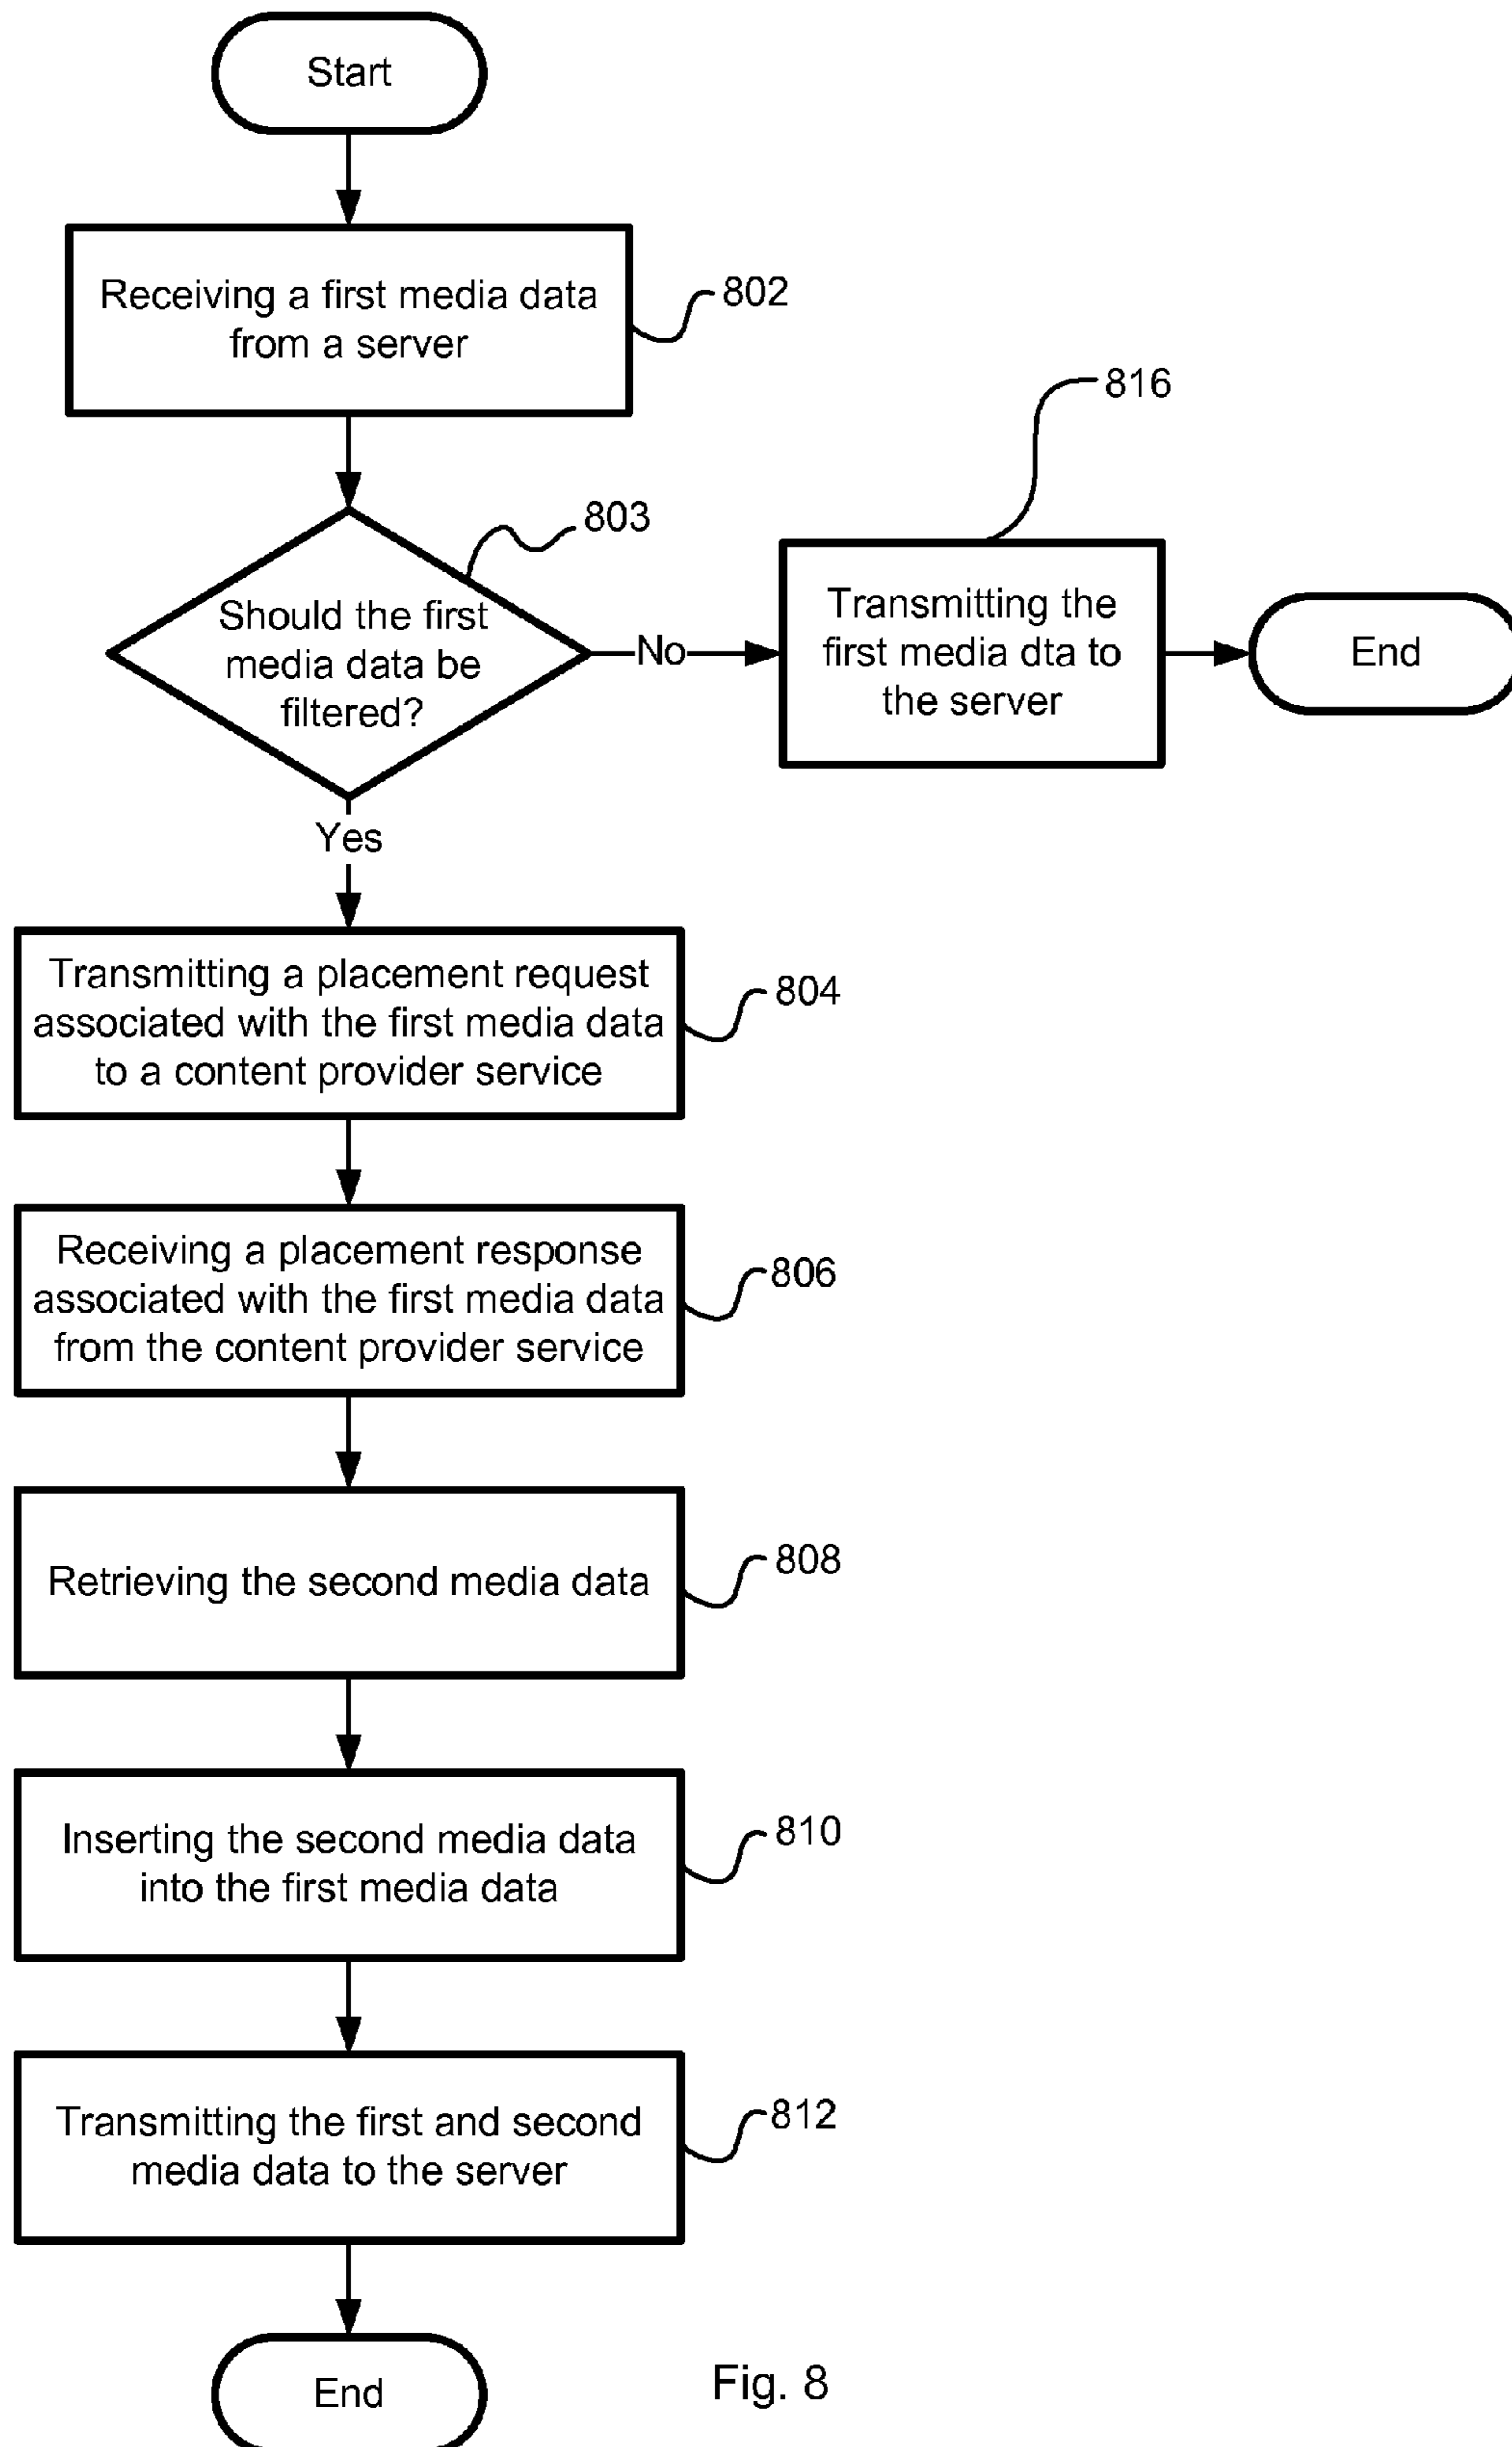 Start
Receiving a first media data
from a server
802
816
803
Should the first
media data be
filtered?
No
Transmitting the
first media dta to
the server
End
Yes
Transmitting a placement request
associated with the first media data
to a content provider service
804
Receiving a placement response
associated with the first media data
from the content provider service
806
Retrieving the second media data
808
Inserting the second media data
into the first media data
810
Transmitting the first and second
media data to the server
812
End
Fig. 8